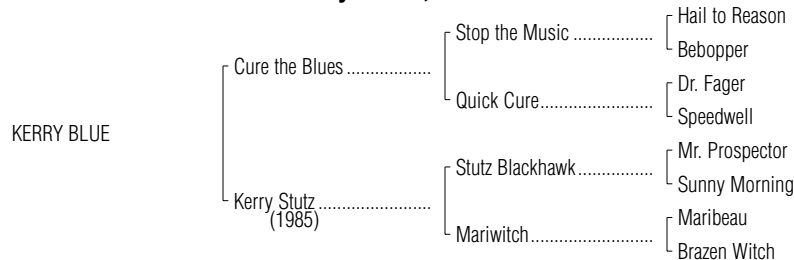 Hail to Reason
Stop the Music .................
Bebopper
Cure the Blues ..................
Dr. Fager
Quick Cure........................
Speedwell
KERRY BLUE
Mr. Prospector
Stutz Blackhawk................
Sunny Morning
Kerry Stutz ........................
(1985)
Maribeau
Mariwitch..........................
Brazen Witch